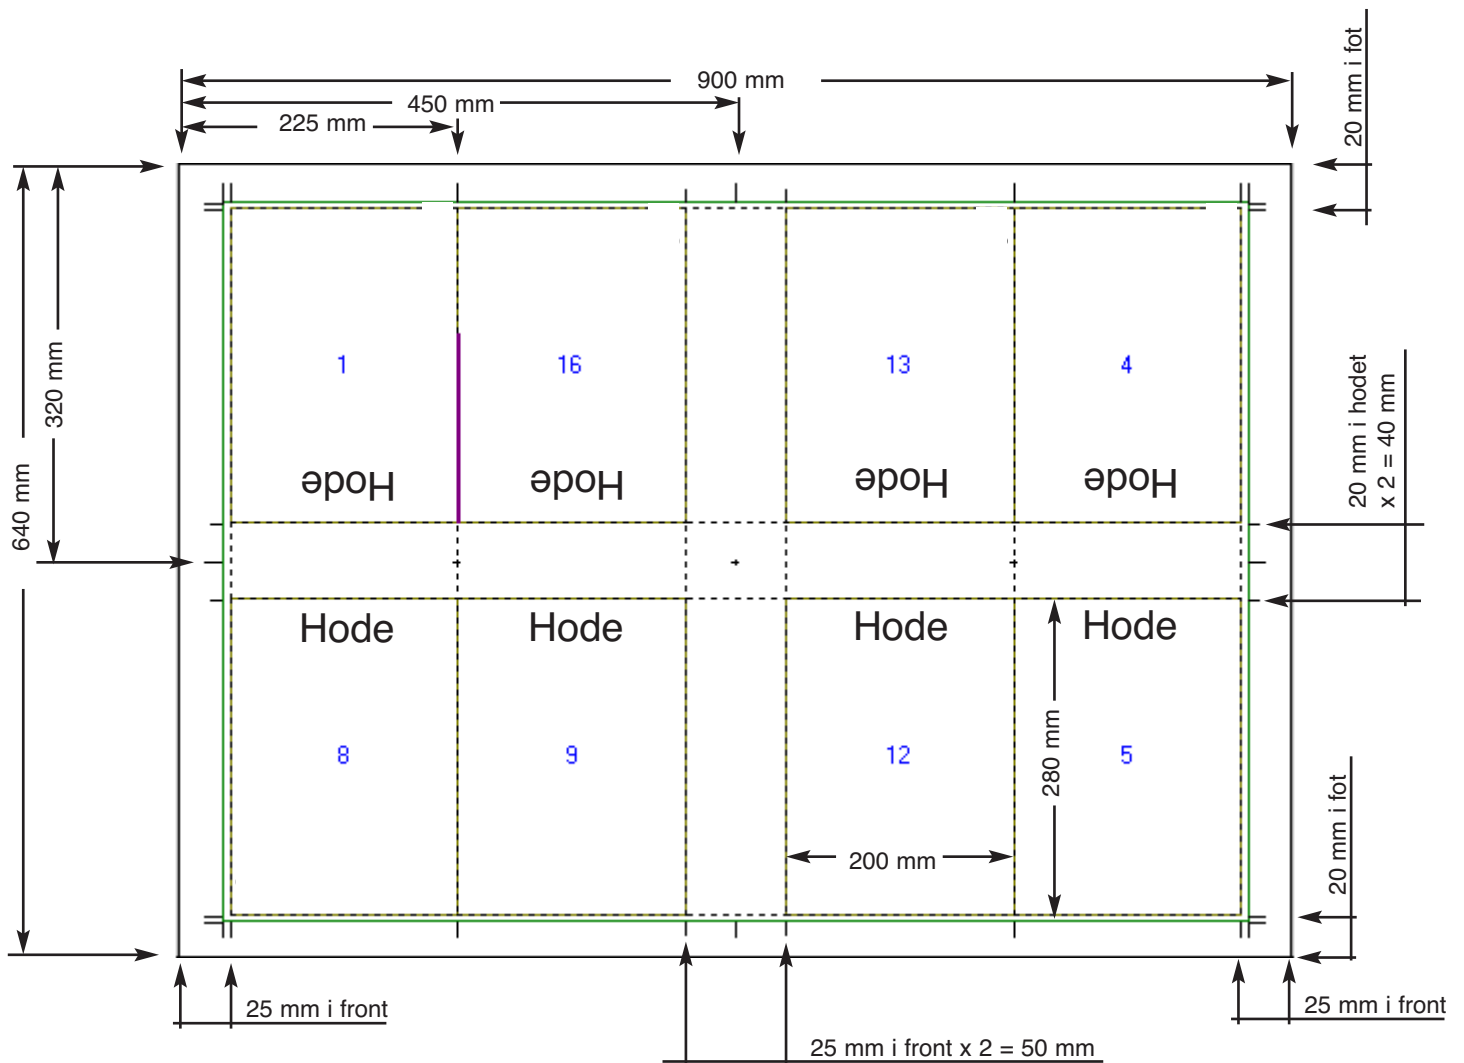 900 mm
450 mm
225 mm
20 mm i fot
640 mm
320 mm
1
16
13
4
20 mm i hodet
x 2 = 40 mm
Hode
Hode
Hode
Hode
Hode
Hode
Hode
Hode
8
9
12
5
280 mm
200 mm
20 mm i fot
25 mm i front
25 mm i front
25 mm i front x 2 = 50 mm